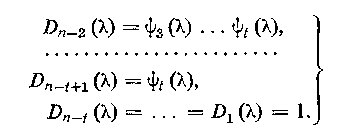 D_{n-2}(λ) = ψ_3(λ) ... ψ_t(λ),
. . . . . . . . . . . . . . . . . . . . . . .
D_{n-t+1}(λ) = ψ_t(λ),
D_{n-t}(λ) = ... = D_1(λ) = 1.